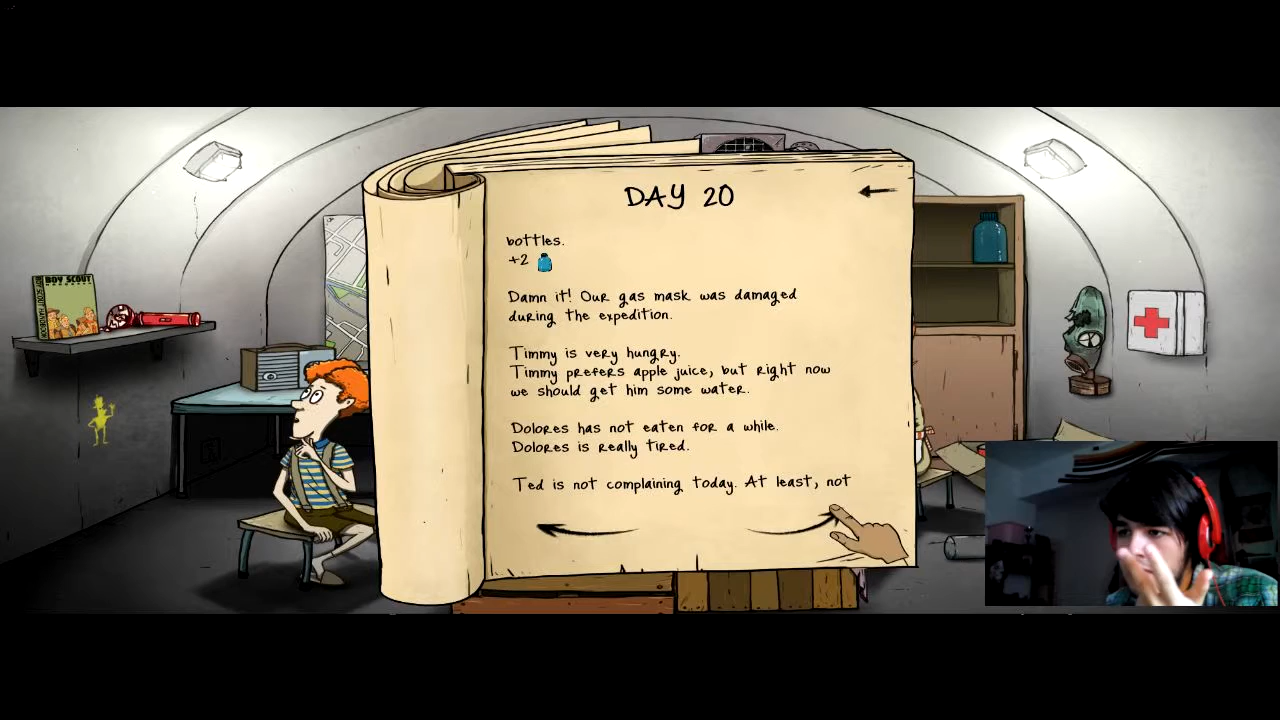 DAY 20
bottles.
+2
Damn it! Our gas mask was damaged
during the expedition.
Timmy is very hungry.
Timmy prefers apple juice, but right now
we should get him some water.
Dolores has not eaten for a while.
Dolores is really tired.
Ted is not complaining today. At least, not
BOY SCOUT